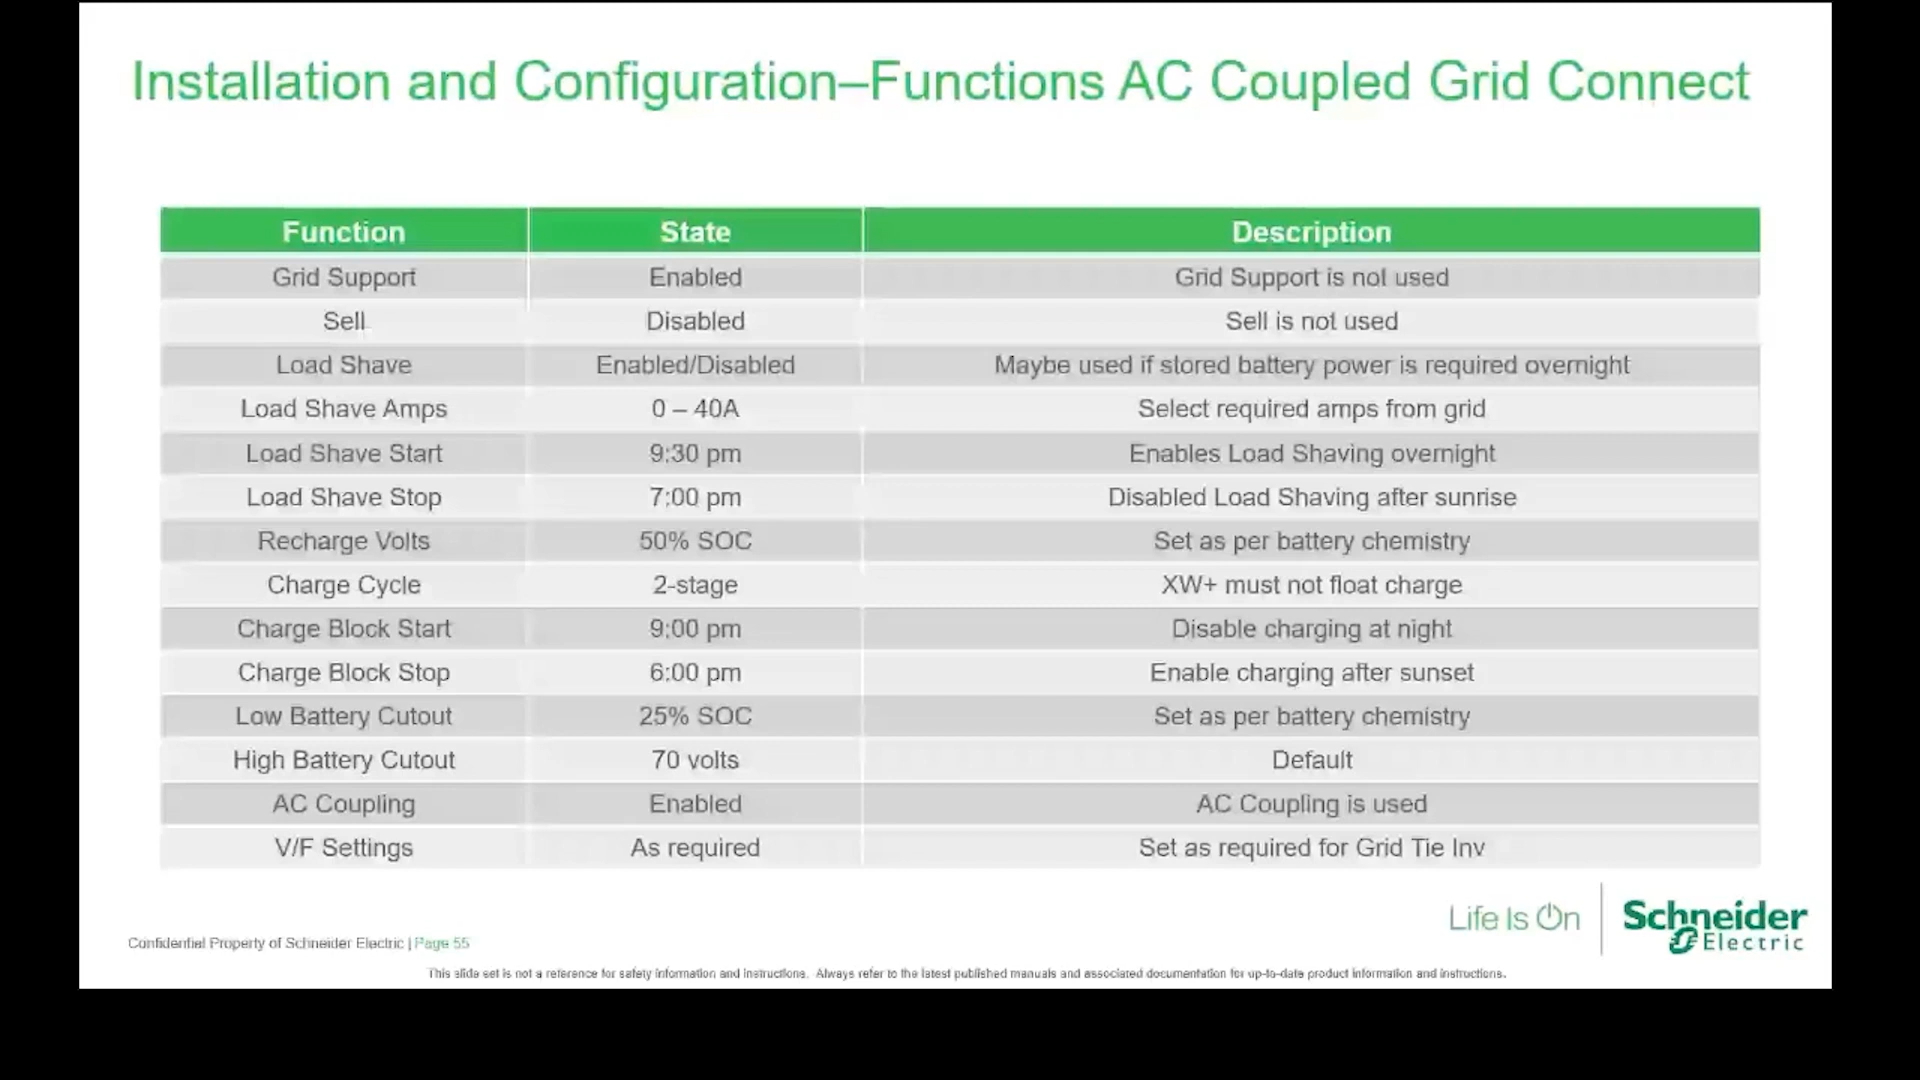 Installation and Configuration–Functions AC Coupled Grid Connect
Function State Description
Grid Support Enabled Grid Support is not used
Sell Disabled Sell is not used
Load Shave Enabled/Disabled Maybe used if stored battery power is required overnight
Load Shave Amps 0 – 40A Select required amps from grid
Load Shave Start 9:30 pm Enables Load Shaving overnight
Load Shave Stop 7:00 pm Disabled Load Shaving after sunrise
Recharge Volts 50% SOC Set as per battery chemistry
Charge Cycle 2-stage XW+ must not float charge
Charge Block Start 9:00 pm Disable charging at night
Charge Block Stop 6:00 pm Enable charging after sunset
Low Battery Cutout 25% SOC Set as per battery chemistry
High Battery Cutout 70 volts Default
AC Coupling Enabled AC Coupling is used
V/F Settings As required Set as required for Grid Tie Inv
Life Is On Schneider Electric
Confidential Property of Schneider Electric | Page 55
This slide set is not a reference for safety information and instructions. Always refer to the latest published manuals and associated documentation for up-to-date product information and instructions.